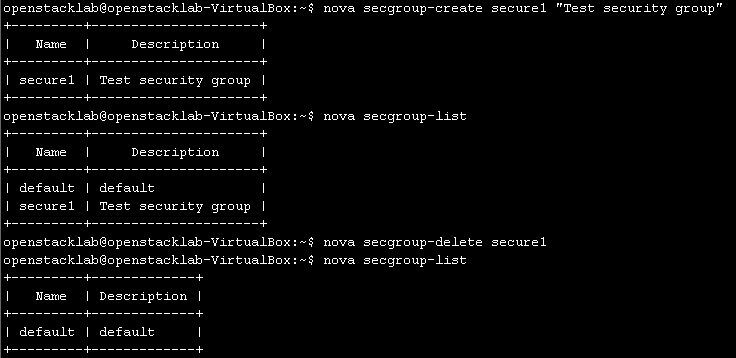 openstacklab@openstacklab-VirtualBox:~$ nova secgroup-create secure1 "Test security group"
+---------+---------------------+
|   Name  |     Description     |
+---------+---------------------+
| secure1 | Test security group |
+---------+---------------------+
openstacklab@openstacklab-VirtualBox:~$ nova secgroup-list
+---------+---------------------+
|   Name  |     Description     |
+---------+---------------------+
| default | default             |
| secure1 | Test security group |
+---------+---------------------+
openstacklab@openstacklab-VirtualBox:~$ nova secgroup-delete secure1
openstacklab@openstacklab-VirtualBox:~$ nova secgroup-list
+---------+-------------+
|   Name  | Description |
+---------+-------------+
| default | default     |
+---------+-------------+